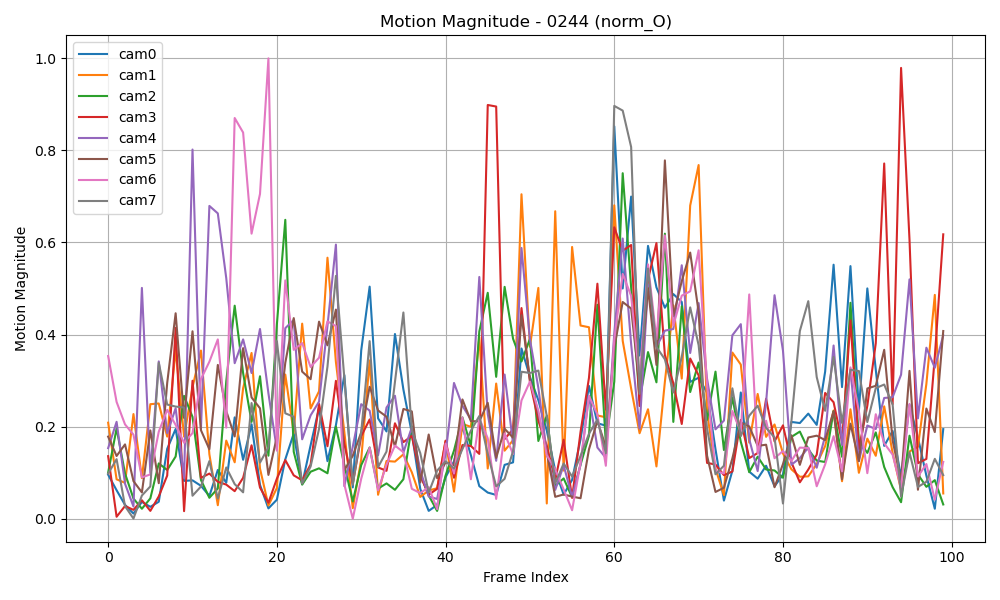 Motion Magnitude - 0244 (norm_O)
cam0
cam1
cam2
cam3
cam4
cam5
cam6
cam7
Motion Magnitude
1.0
0.8
0.6
0.4
0.2
0.0
0 20 40 60 80 100
Frame Index